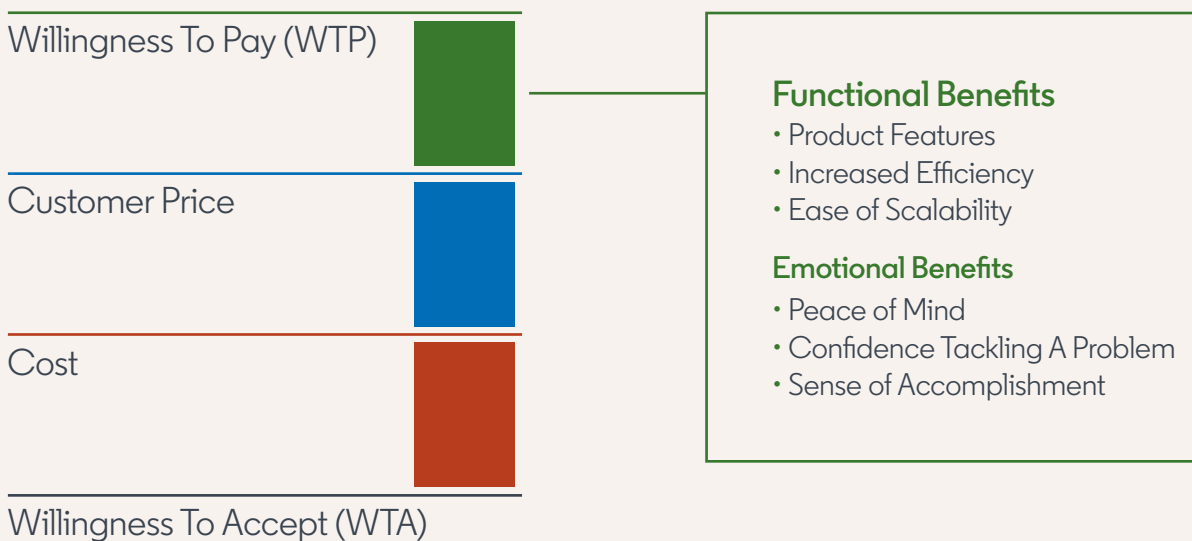 Willingness To Pay (WTP)
Customer Price
Cost
Willingness To Accept (WTA)
Functional Benefits
• Product Features
• Increased Efficiency
• Ease of Scalability
Emotional Benefits
• Peace of Mind
• Confidence Tackling A Problem
• Sense of Accomplishment